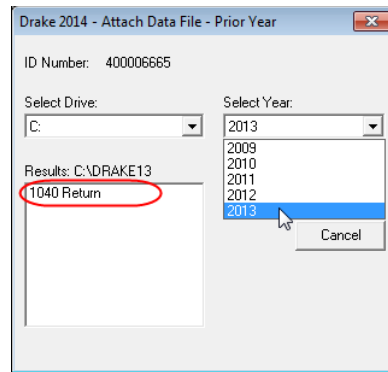 Drake 2014 - Attach Data File - Prior Year
ID Number: 400006665
Select Drive:
C:
Select Year:
2013
2009
2010
2011
2012
2013
Results: C:\DRAKE13
1040 Return
Cancel